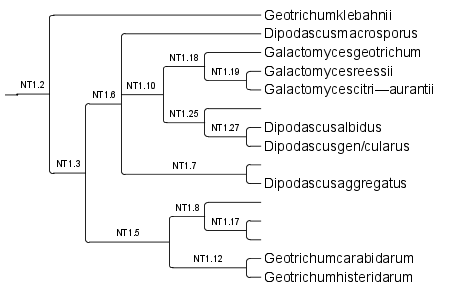 Geotrichumklebahnii
Dipodascusmacrosporus
NT1.18
Galactomycesgeotrichum
NT1.19
Galactomycesreessii
NT1.2
NT1.10
Galactomycescitri—aurantii
NT1.6
NT1.25
NT1.27
Dipodascusalbidus
Dipodascusgen/cularus
NT1.3
NT1.7
Dipodascusaggregatus
NT1.8
NT1.17
NT1.5
NT1.12
Geotrichumcarabidarum
Geotrichumhisteridarum